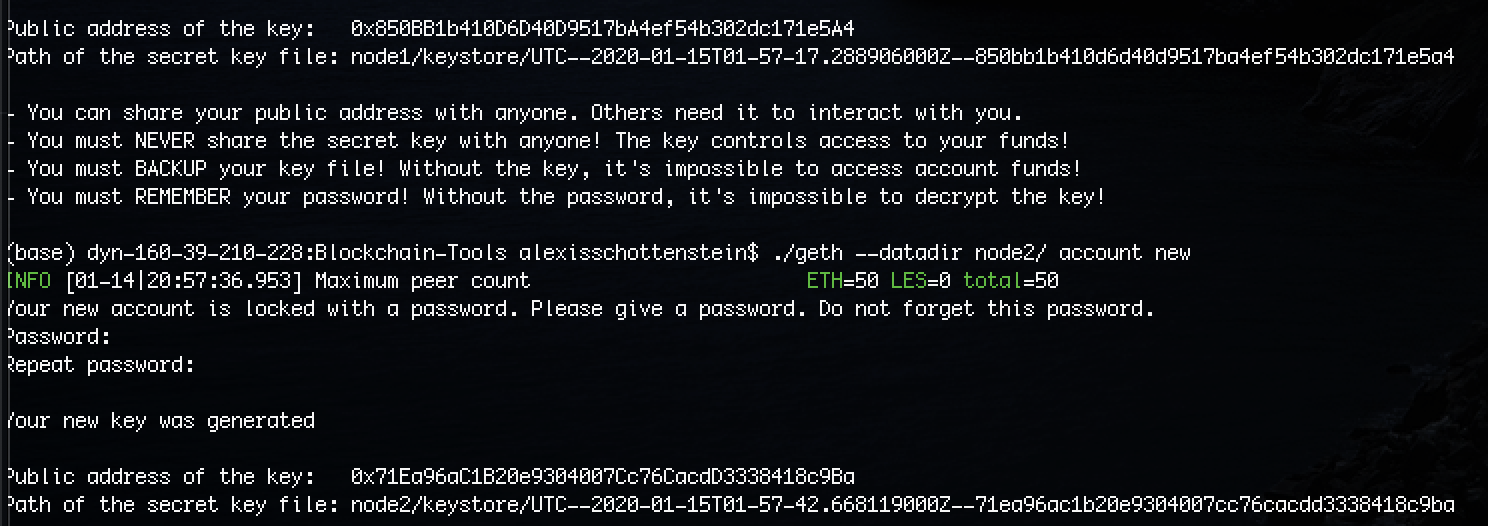 Public address of the key:   0x850BB1b410D6D40D9517bA4ef54b302dc171e5A4
Path of the secret key file: node1/keystore/UTC--2020-01-15T01-57-17.288906000Z--850bb1b410d6d40d9517ba4ef54b302dc171e5a4
- You can share your public address with anyone. Others need it to interact with you.
- You must NEVER share the secret key with anyone! The key controls access to your funds!
- You must BACKUP your key file! Without the key, it's impossible to access account funds!
- You must REMEMBER your password! Without the password, it's impossible to decrypt the key!
(base) dyn-160-39-210-228:Blockchain-Tools alexisschottenstein$ ./geth --datadir node2/ account new
INFO [01-14|20:57:36.953] Maximum peer count                       ETH=50 LES=0 total=50
Your new account is locked with a password. Please give a password. Do not forget this password.
Password:
Repeat password:
Your new key was generated
Public address of the key:   0x71Ea96aC1B20e9304007Cc76CacdD3338418c9Ba
Path of the secret key file: node2/keystore/UTC--2020-01-15T01-57-42.668119000Z--71ea96ac1b20e9304007cc76cacdd3338418c9ba